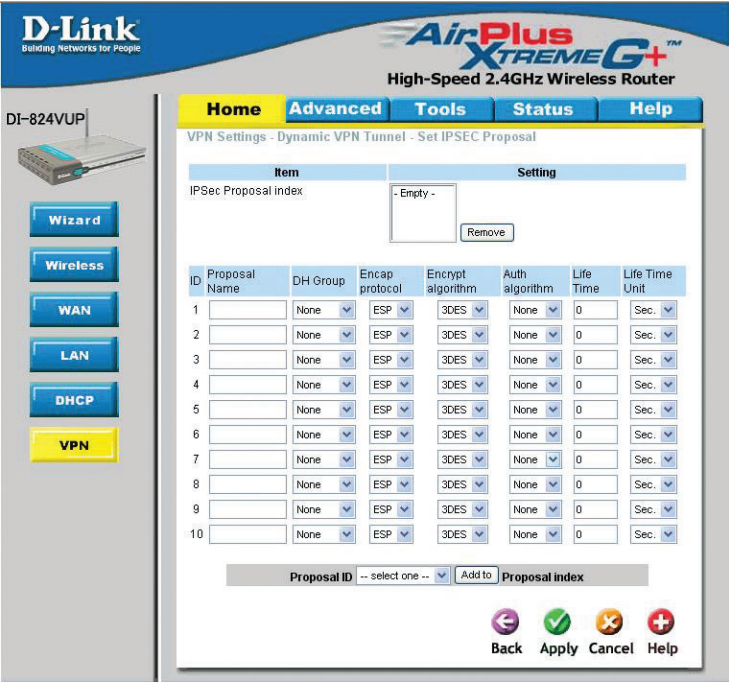 D-Link
Building Networks for People
AirPlus
XTREME G+™
High-Speed 2.4GHz Wireless Router
DI-824VUP
Home Advanced Tools Status Help
VPN Settings - Dynamic VPN Tunnel - Set IPSEC Proposal
Item Setting
IPSec Proposal index
- Empty -
Remove
Wizard
Wireless
WAN
LAN
DHCP
VPN
ID Proposal Name DH Group Encap protocol Encrypt algorithm Auth algorithm Life Time Life Time Unit
1 None ESP 3DES None 0 Sec.
2 None ESP 3DES None 0 Sec.
3 None ESP 3DES None 0 Sec.
4 None ESP 3DES None 0 Sec.
5 None ESP 3DES None 0 Sec.
6 None ESP 3DES None 0 Sec.
7 None ESP 3DES None 0 Sec.
8 None ESP 3DES None 0 Sec.
9 None ESP 3DES None 0 Sec.
10 None ESP 3DES None 0 Sec.
Proposal ID -- select one -- Add to Proposal index
Back Apply Cancel Help